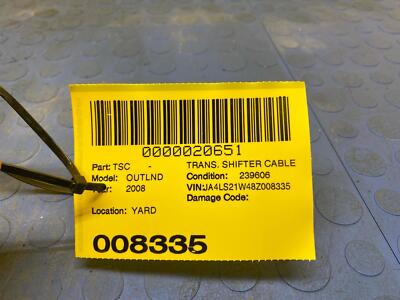 0000020651
Part: TSC - TRANS. SHIFTER CABLE
Model: OUTLND Condition: 239606
2008 VIN:JA4LS21W48Z008335
Damage Code:
Location: YARD
008335